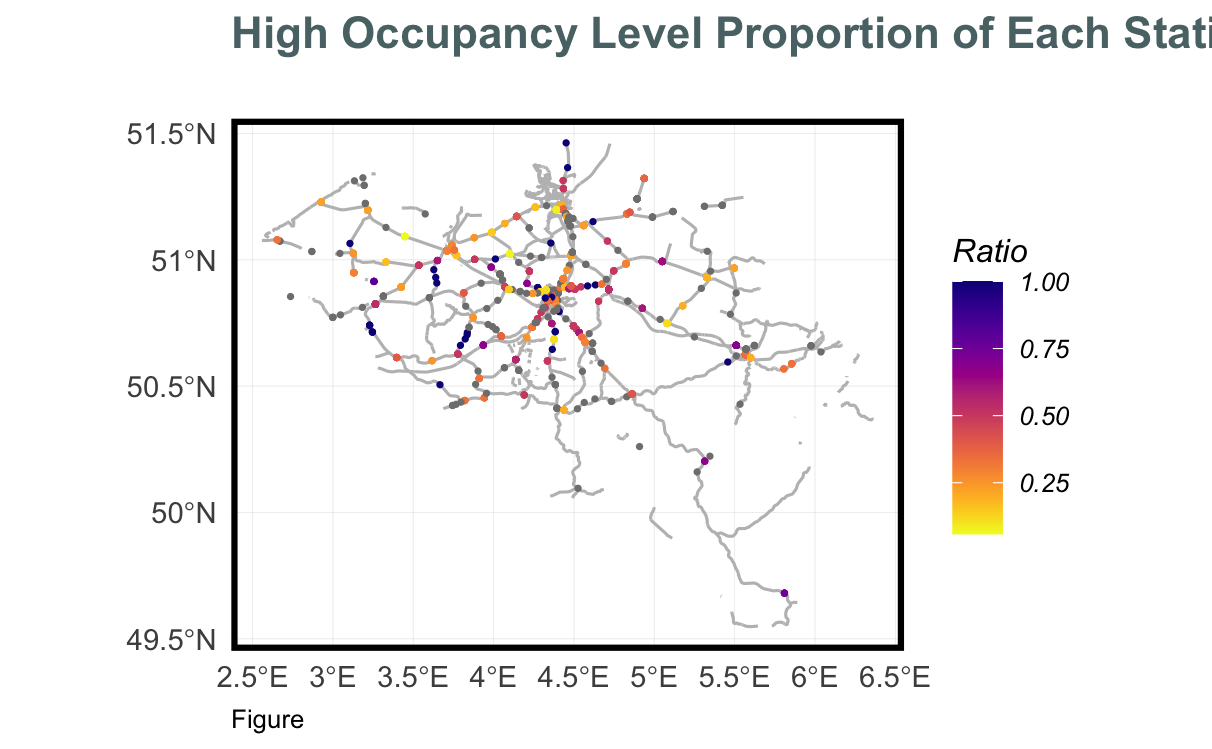 High Occupancy Level Proportion of Each Stati
51.5°N
51°N
50.5°N
50°N
49.5°N
2.5°E 3°E 3.5°E 4°E 4.5°E 5°E 5.5°E 6°E 6.5°E
Ratio
1.00
0.75
0.50
0.25
Figure